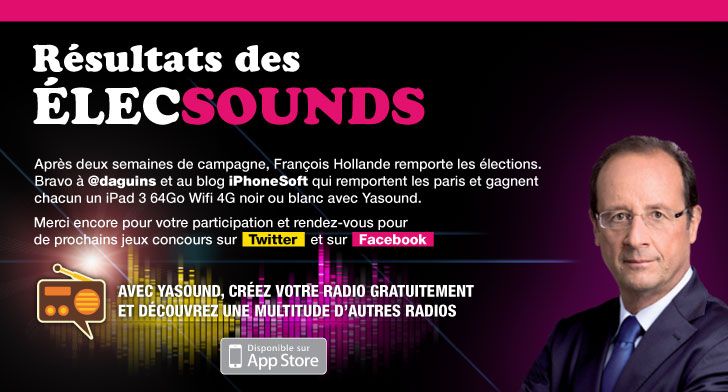 Résultats des
ÉLECSOUNDS
Après deux semaines de campagne, François Hollande remporte les élections.
Bravo à @daguins et au blog iPhoneSoft qui remportent les paris et gagnent
chacun un iPad 3 64Go Wifi 4G noir ou blanc avec Yasound.
Merci encore pour votre participation et rendez-vous pour
de prochains jeux concours sur Twitter et sur Facebook
AVEC YASOUND, CRÉEZ VOTRE RADIO GRATUITEMENT
ET DÉCOUVREZ UNE MULTITUDE D'AUTRES RADIOS
Disponible sur
App Store